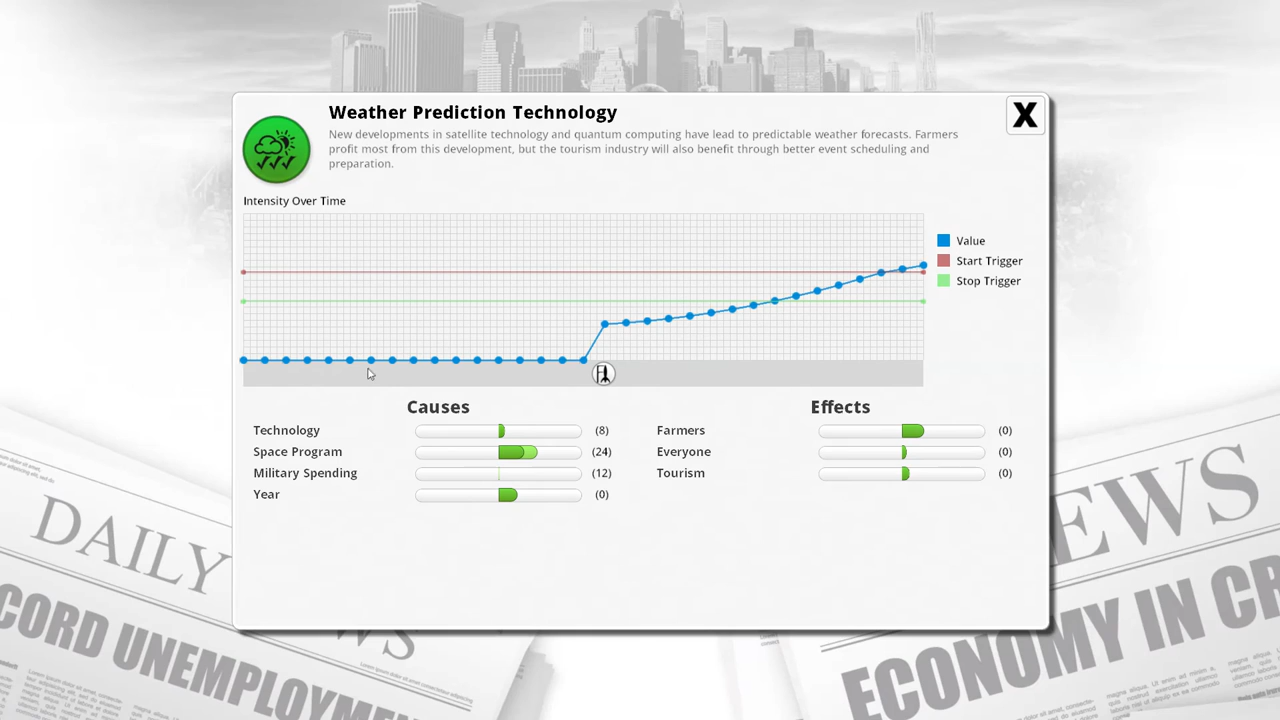 Weather Prediction Technology
X
New developments in satellite technology and quantum computing have lead to predictable weather forecasts. Farmers
profit most from this development, but the tourism industry will also benefit through better event scheduling and
preparation.
Intensity Over Time
Value
Start Trigger
Stop Trigger
Causes
Technology (8)
Space Program (24)
Military Spending (12)
Year (0)
Effects
Farmers (0)
Everyone (0)
Tourism (0)
DAILY
NEWS
CORD UNEMPLOYM
EWS
ECONOMY IN CR